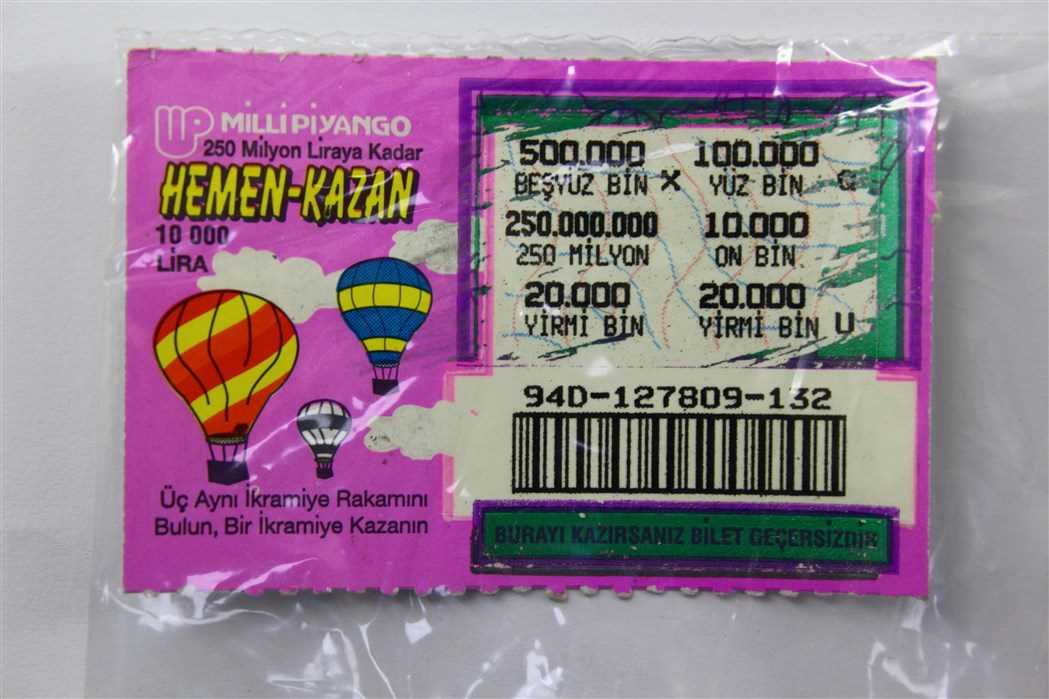 MİLLİ PİYANGO
250 Milyon Liraya Kadar
HEMEN-KAZAN
10 000
LİRA
Üç Aynı İkramiye Rakamını
Bulun, Bir İkramiye Kazanın
500.000 100.000
BEŞYÜZ BİN X YÜZ BİN G
250.000.000 10.000
250 MİLYON ON BİN
20.000 20.000
YİRMİ BİN YİRMİ BİN U
94D-127809-132
BURAYI KAZIRSANIZ BİLET GEÇERSİZDİR